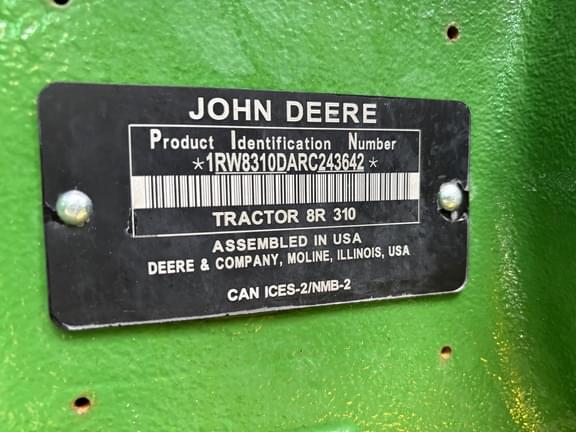 JOHN DEERE
Product Identification Number
*1RW8310DARC243642*
TRACTOR 8R 310
ASSEMBLED IN USA
DEERE & COMPANY, MOLINE, ILLINOIS, USA
CAN ICES-2/NMB-2